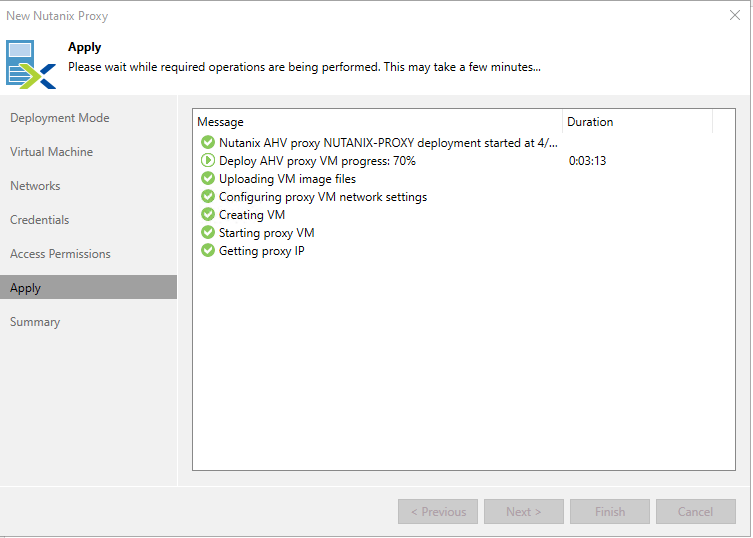 New Nutanix Proxy
Apply
Please wait while required operations are being performed. This may take a few minutes...
Deployment Mode
Virtual Machine
Networks
Credentials
Access Permissions
Apply
Summary
Message Duration
Nutanix AHV proxy NUTANIX-PROXY deployment started at 4/...
Deploy AHV proxy VM progress: 70% 0:03:13
Uploading VM image files
Configuring proxy VM network settings
Creating VM
Starting proxy VM
Getting proxy IP
< Previous Next > Finish Cancel